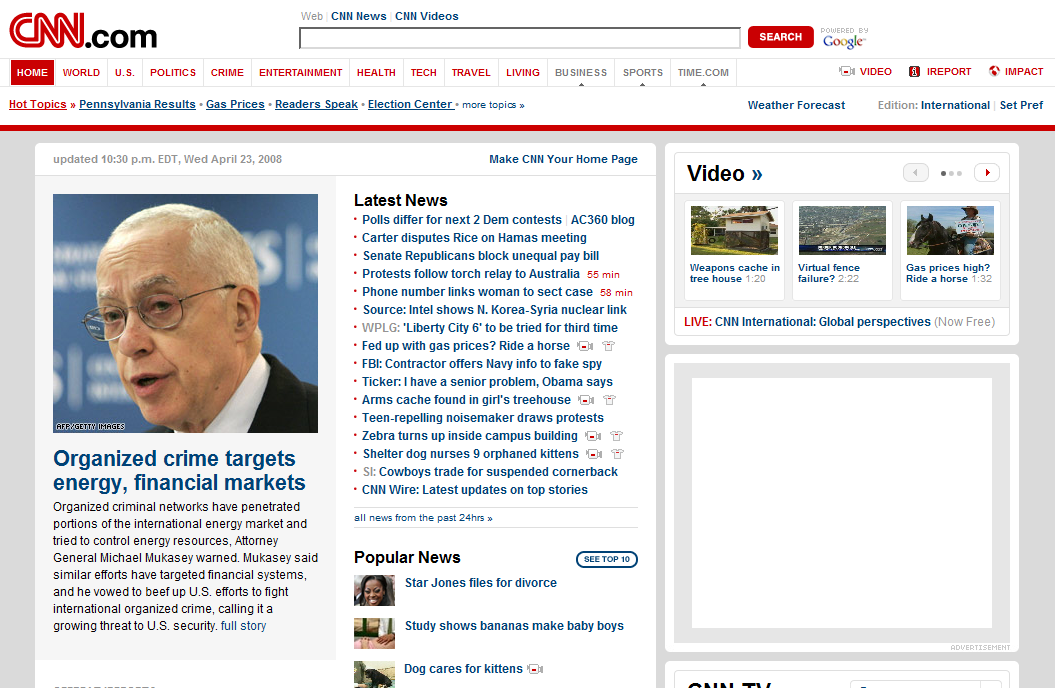 CNN.com
Web | CNN News | CNN Videos
SEARCH
POWERED BY
Google
HOME WORLD U.S. POLITICS CRIME ENTERTAINMENT HEALTH TECH TRAVEL LIVING BUSINESS SPORTS TIME.COM
VIDEO IREPORT IMPACT
Hot Topics » Pennsylvania Results • Gas Prices • Readers Speak • Election Center • more topics »
Weather Forecast
Edition: International | Set Pref
updated 10:30 p.m. EDT, Wed April 23, 2008
Make CNN Your Home Page
AFP/GETTY IMAGES
Organized crime targets
energy, financial markets
Organized criminal networks have penetrated
portions of the international energy market and
tried to control energy resources, Attorney
General Michael Mukasey warned. Mukasey said
similar efforts have targeted financial systems,
and he vowed to beef up U.S. efforts to fight
international organized crime, calling it a
growing threat to U.S. security. full story
Latest News
Polls differ for next 2 Dem contests | AC360 blog
Carter disputes Rice on Hamas meeting
Senate Republicans block unequal pay bill
Protests follow torch relay to Australia 55 min
Phone number links woman to sect case 58 min
Source: Intel shows N. Korea-Syria nuclear link
WPLG: 'Liberty City 6' to be tried for third time
Fed up with gas prices? Ride a horse
FBI: Contractor offers Navy info to fake spy
Ticker: I have a senior problem, Obama says
Arms cache found in girl's treehouse
Teen-repelling noisemaker draws protests
Zebra turns up inside campus building
Shelter dog nurses 9 orphaned kittens
SI: Cowboys trade for suspended cornerback
CNN Wire: Latest updates on top stories
all news from the past 24hrs »
Popular News
SEE TOP 10
Star Jones files for divorce
Study shows bananas make baby boys
Dog cares for kittens
Video »
Weapons cache in
tree house 1:20
Virtual fence
failure? 2:22
Gas prices high?
Ride a horse 1:32
LIVE: CNN International: Global perspectives (Now Free)
ADVERTISEMENT
CNN TV